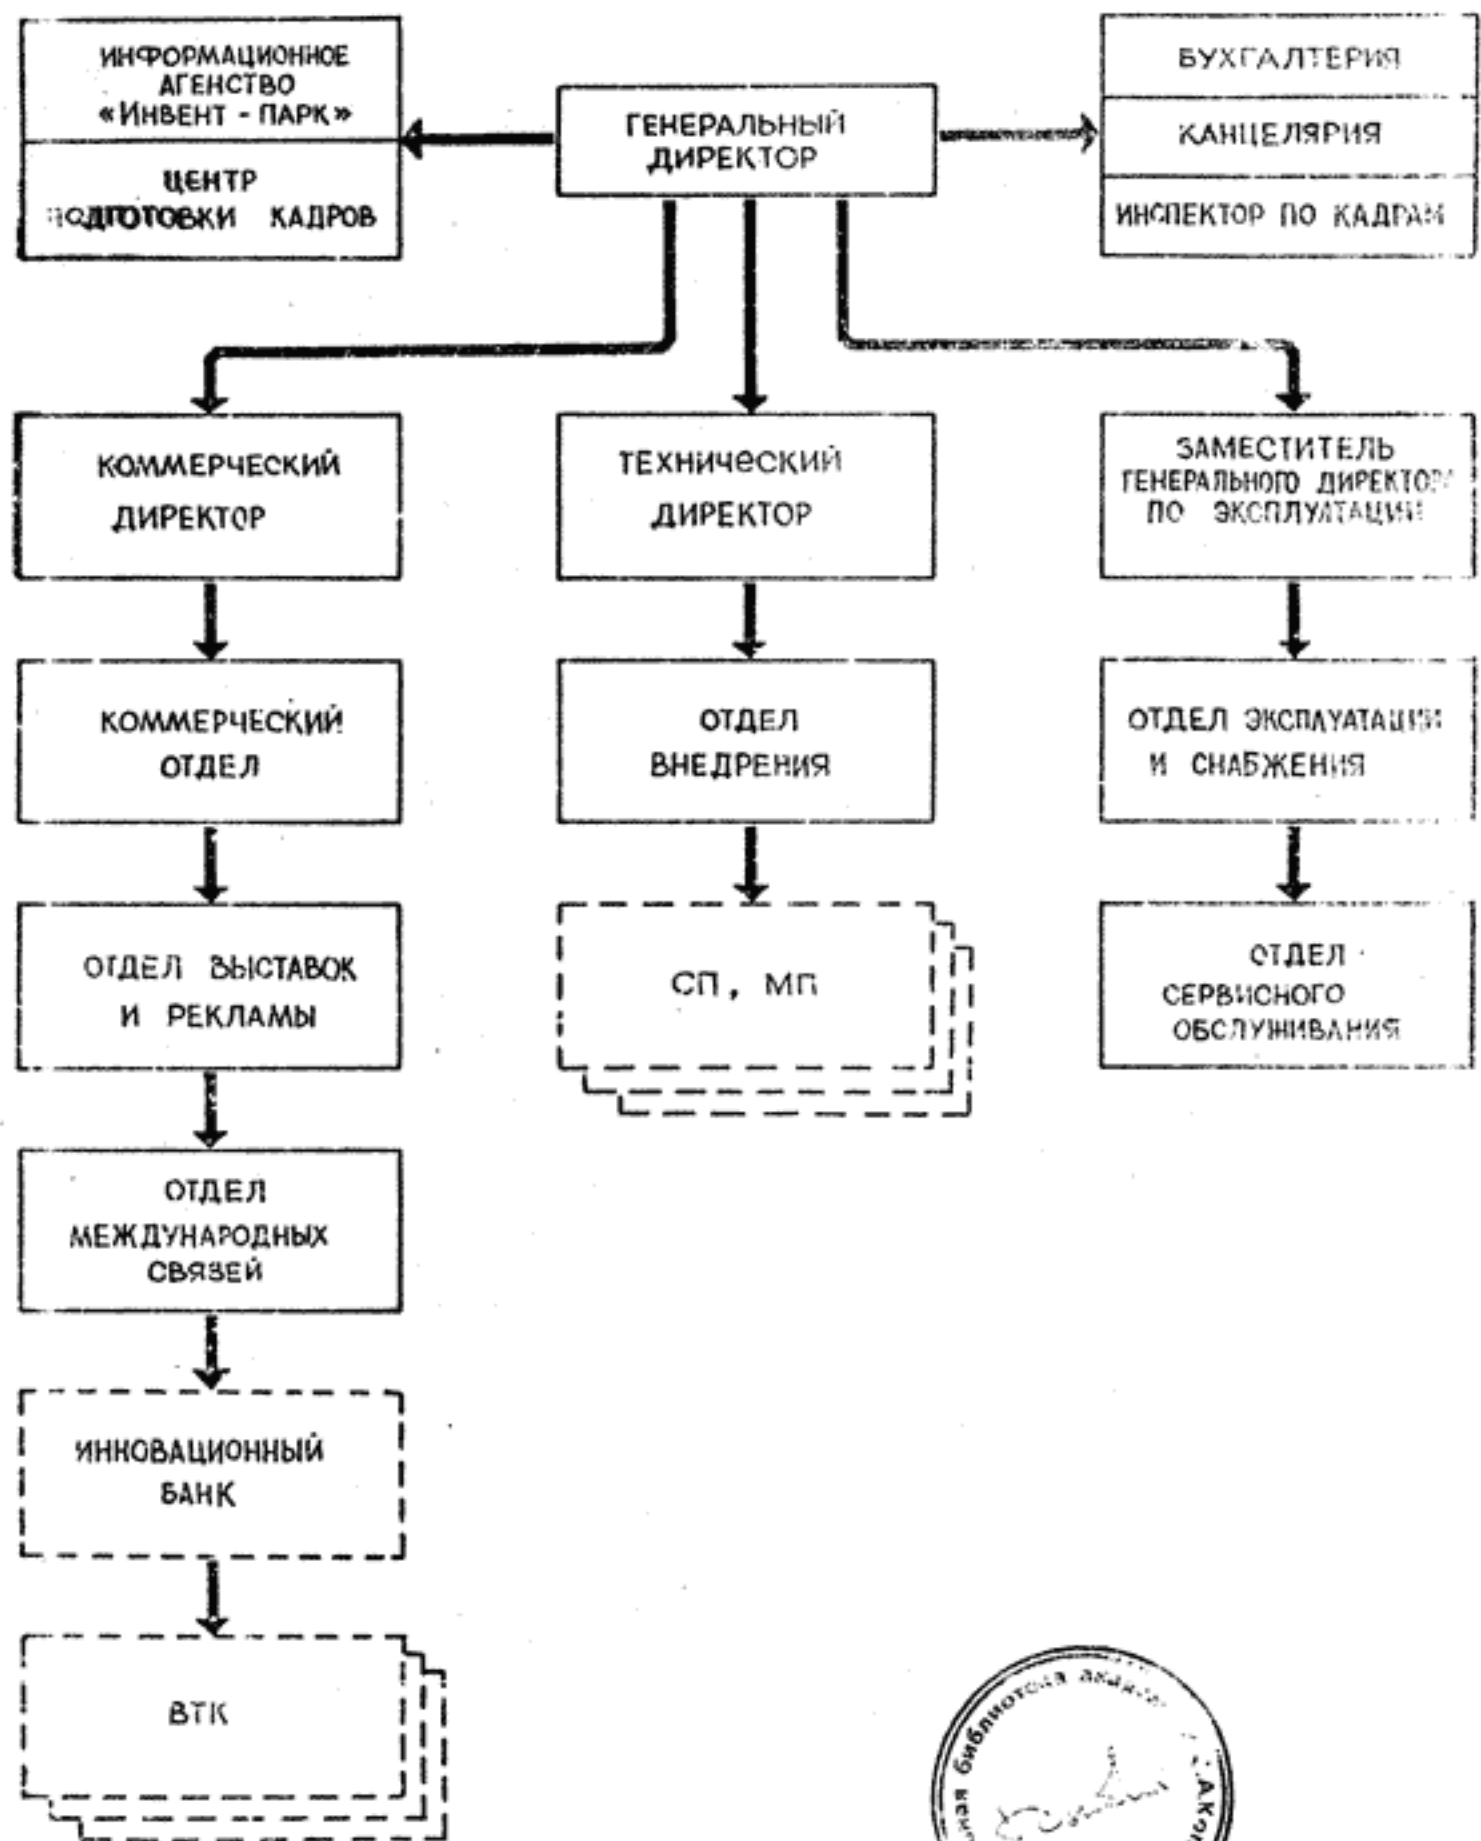 ИНФОРМАЦИОННОЕ
АГЕНСТВО
«ИНВЕНТ - ПАРК»
ЦЕНТР
ПОДГОТОВКИ КАДРОВ
ГЕНЕРАЛЬНЫЙ
ДИРЕКТОР
БУХГАЛТЕРИЯ
КАНЦЕЛЯРИЯ
ИНСПЕКТОР ПО КАДРАМ
КОММЕРЧЕСКИЙ
ДИРЕКТОР
ТЕХНИЧЕСКИЙ
ДИРЕКТОР
ЗАМЕСТИТЕЛЬ
ГЕНЕРАЛЬНОГО ДИРЕКТОРА
ПО ЭКСПЛУАТАЦИИ
КОММЕРЧЕСКИЙ
ОТДЕЛ
ОТДЕЛ
ВНЕДРЕНИЯ
ОТДЕЛ ЭКСПЛУАТАЦИИ
И СНАБЖЕНИЯ
ОТДЕЛ ВЫСТАВОК
И РЕКЛАМЫ
СП, МП
ОТДЕЛ
СЕРВИСНОГО
ОБСЛУЖИВАНИЯ
ОТДЕЛ
МЕЖДУНАРОДНЫХ
СВЯЗЕЙ
ИННОВАЦИОННЫЙ
БАНК
ВТК
библиотека